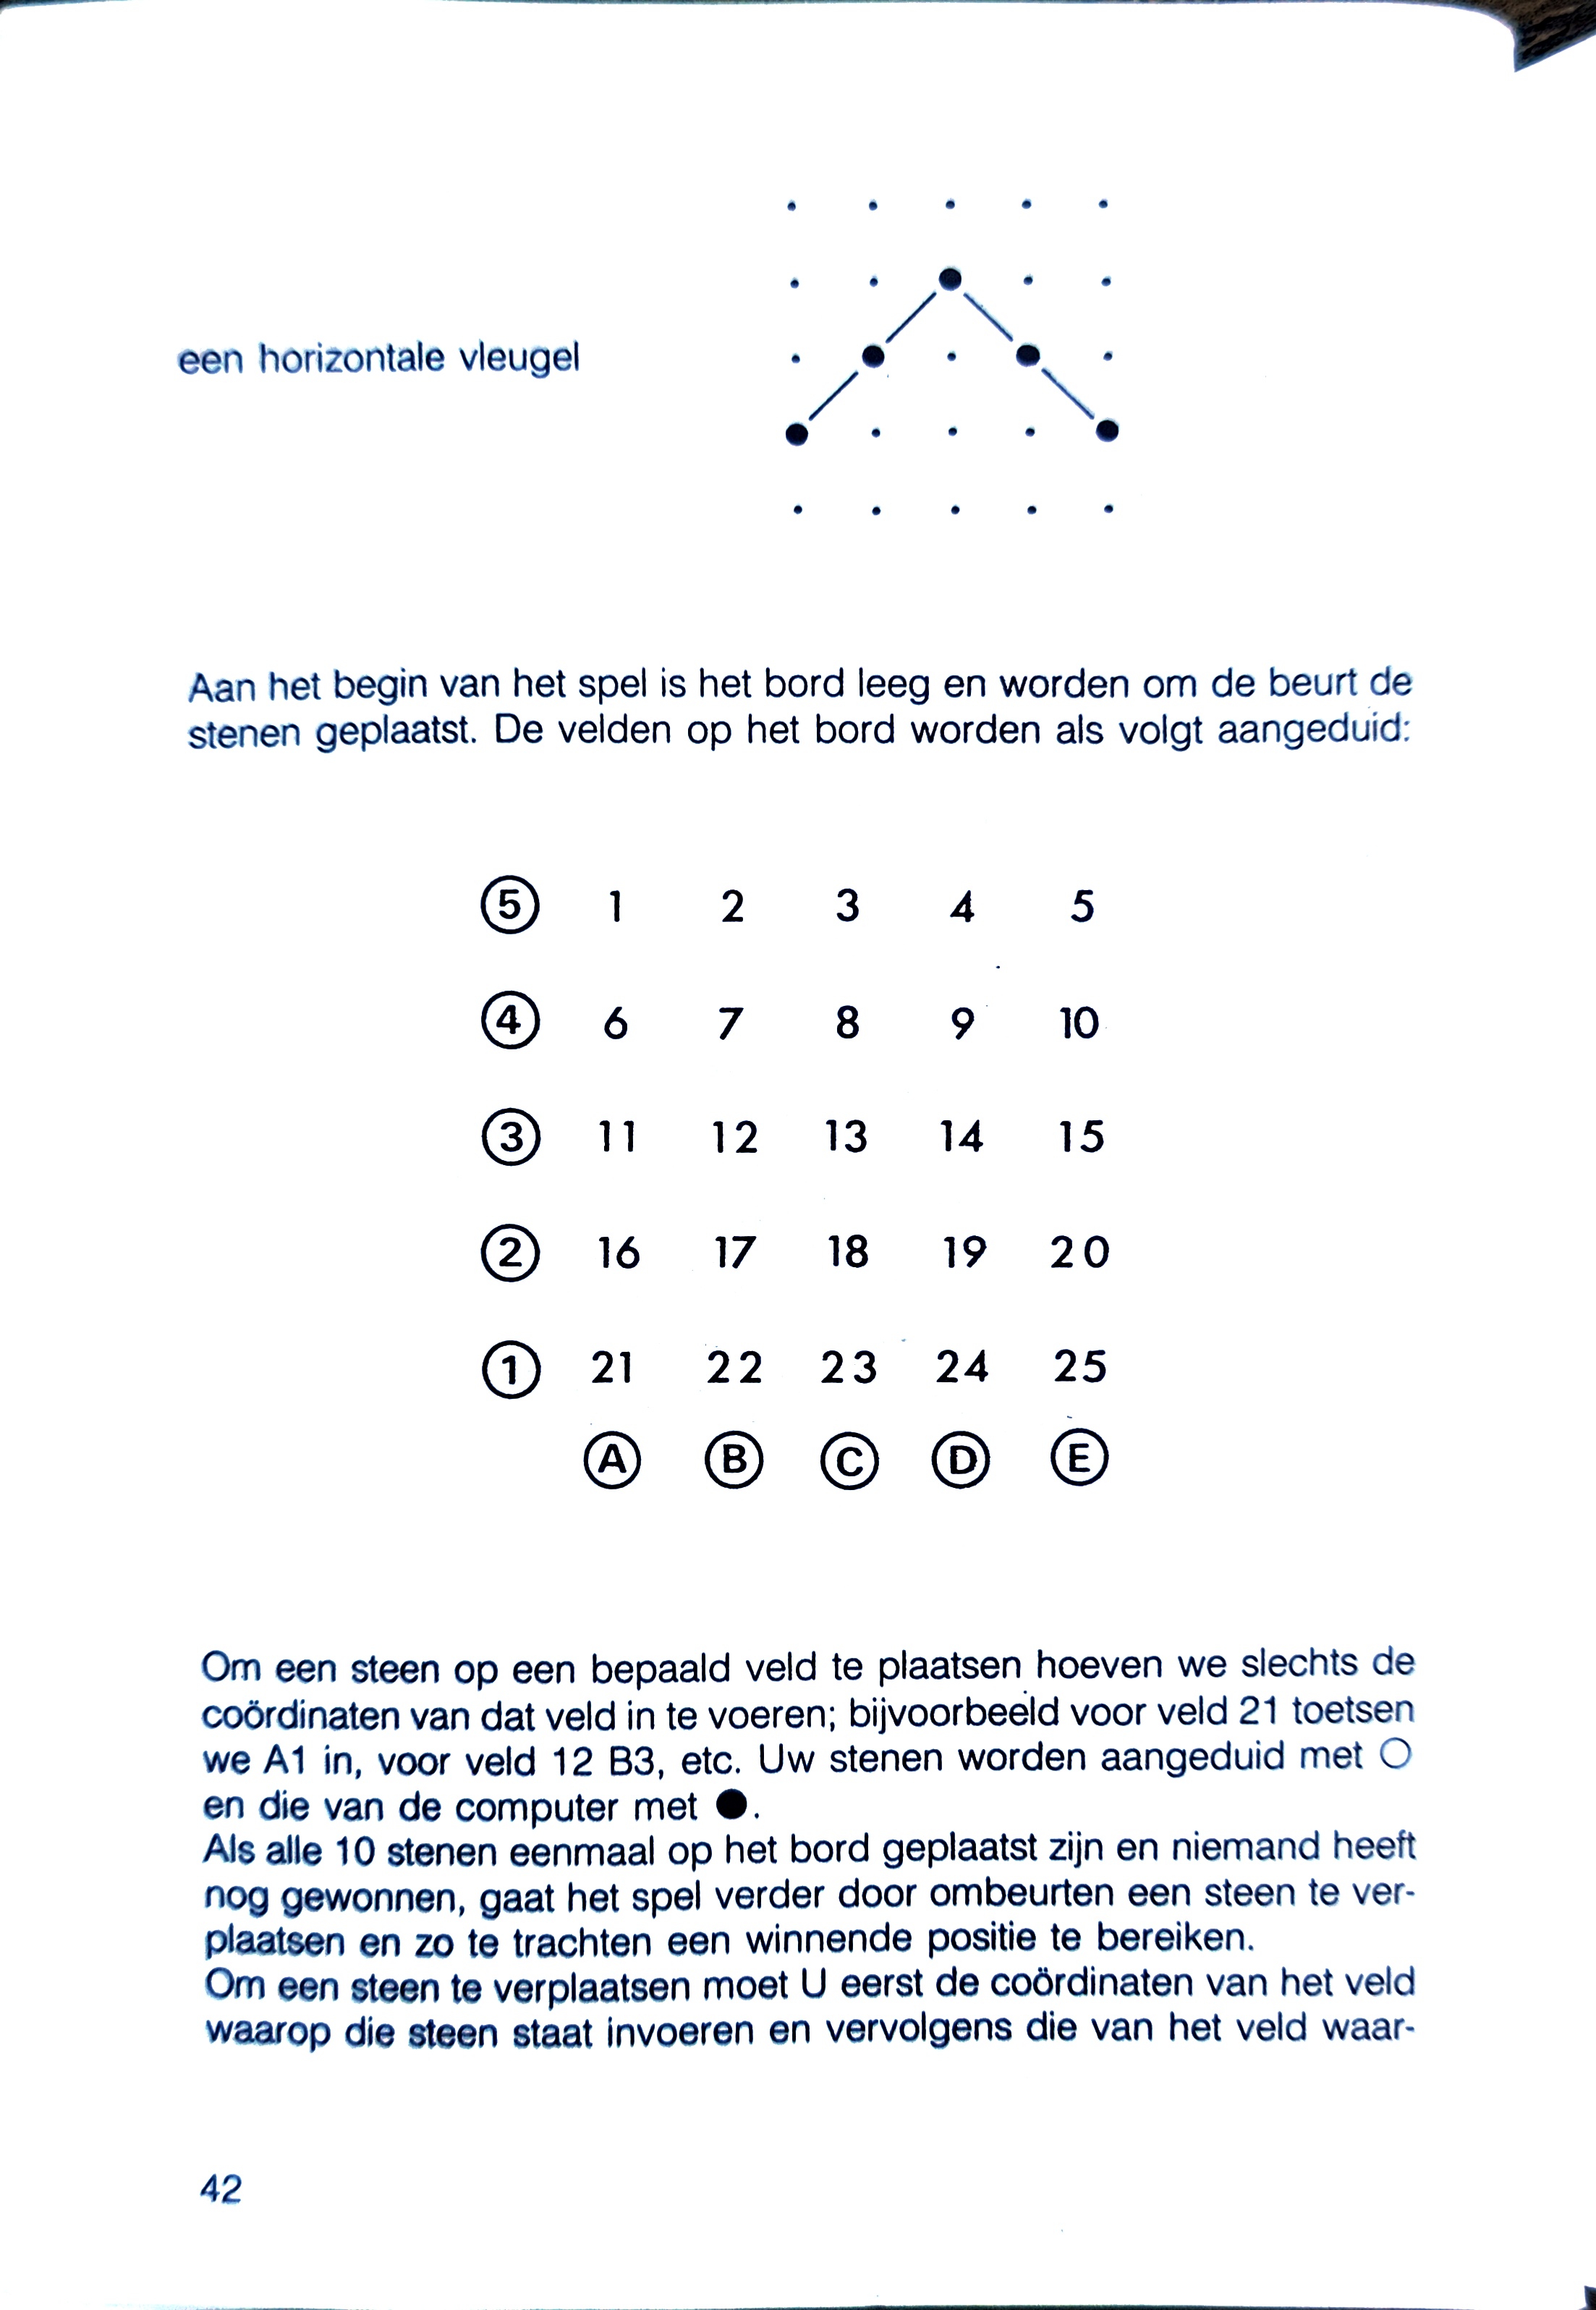 een horizontale vleugel
Aan het begin van het spel is het bord leeg en worden om de beurt de
stenen geplaatst. De velden op het bord worden als volgt aangeduid:
5 1 2 3 4 5
4 6 7 8 9 10
3 11 12 13 14 15
2 16 17 18 19 20
1 21 22 23 24 25
A B C D E
Om een steen op een bepaald veld te plaatsen hoeven we slechts de
coördinaten van dat veld in te voeren; bijvoorbeeld voor veld 21 toetsen
we A1 in, voor veld 12 B3, etc. Uw stenen worden aangeduid met ○
en die van de computer met ●.
Als alle 10 stenen eenmaal op het bord geplaatst zijn en niemand heeft
nog gewonnen, gaat het spel verder door ombeurten een steen te ver-
plaatsen en zo te trachten een winnende positie te bereiken.
Om een steen te verplaatsen moet U eerst de coördinaten van het veld
waarop die steen staat invoeren en vervolgens die van het veld waar-
42